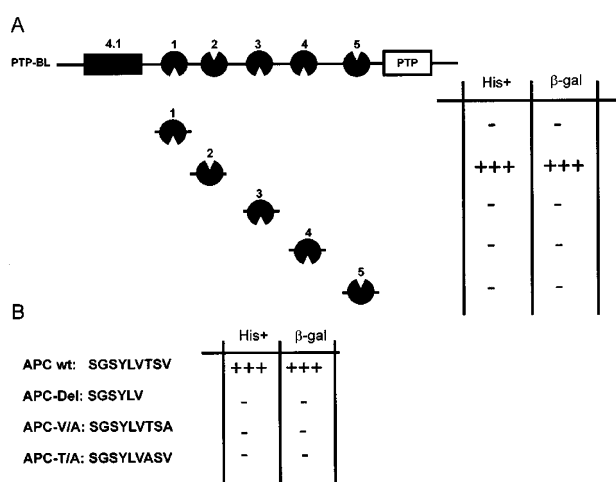 A
4.1 1 2 3 4 5
PTP-BL PTP
His+ β-gal
1 - -
2 +++ +++
3 - -
4 - -
5 - -
B
His+ β-gal
APC wt: SGSYLVTSV +++ +++
APC-Del: SGSYLV - -
APC-V/A: SGSYLVTSA - -
APC-T/A: SGSYLVASV - -